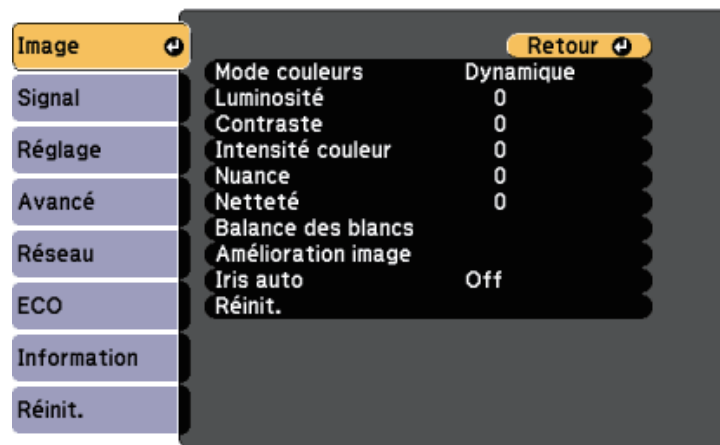 Image
Signal
Réglage
Avancé
Réseau
ECO
Information
Réinit.
Retour
Mode couleurs Dynamique
Luminosité 0
Contraste 0
Intensité couleur 0
Nuance 0
Netteté 0
Balance des blancs
Amélioration image
Iris auto Off
Réinit.